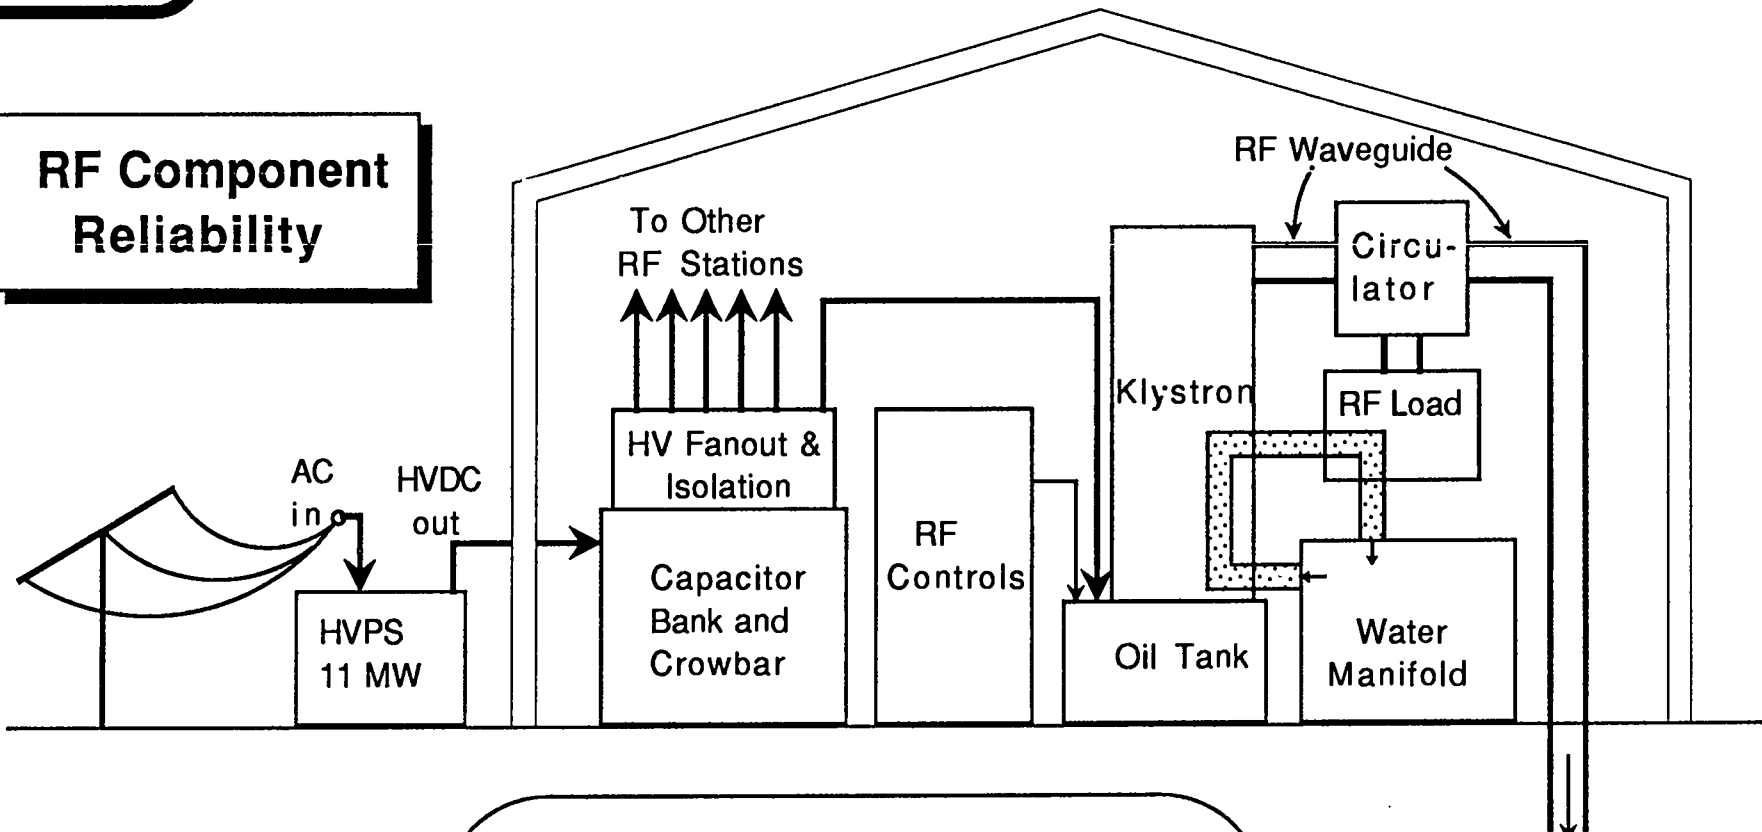 RF Component
Reliability
RF Waveguide
To Other
RF Stations
Circu-
lator
Klystron
RF Load
HV Fanout &
Isolation
AC
in
HVDC
out
RF
Controls
Capacitor
Bank and
Crowbar
HVPS
11 MW
Oil Tank
Water
Manifold